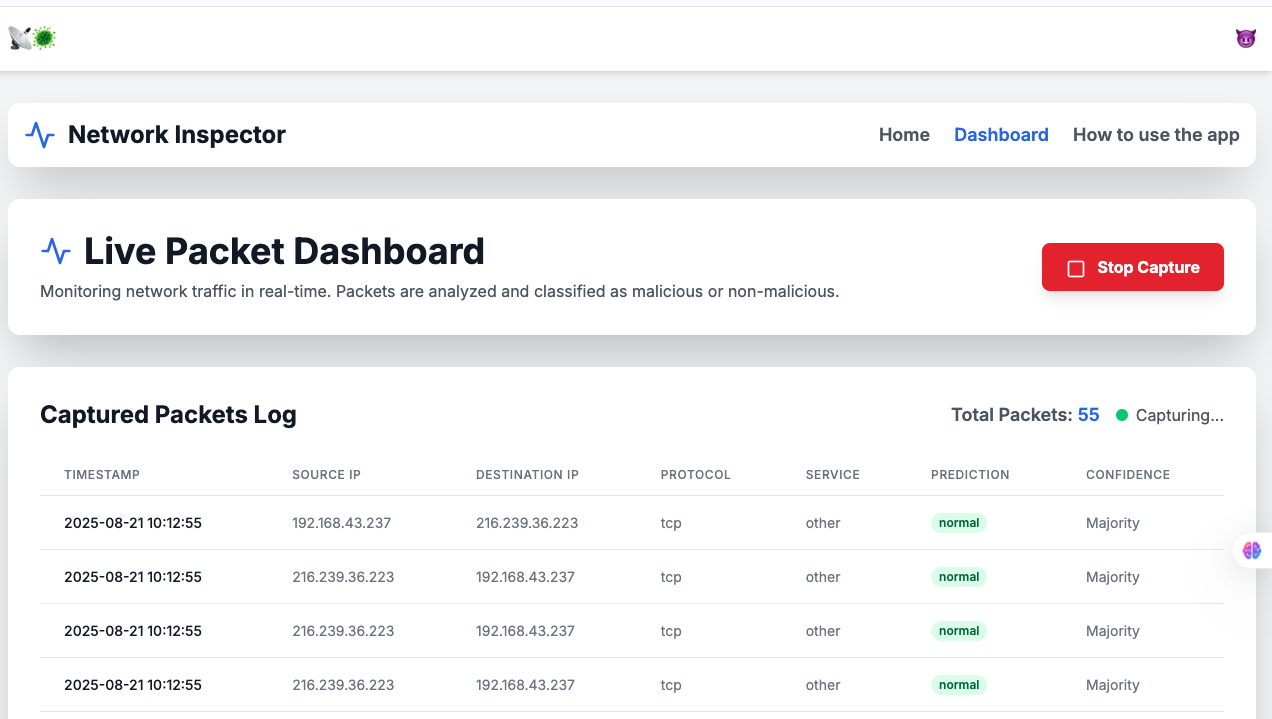 Network Inspector Home Dashboard How to use the app
Live Packet Dashboard
Monitoring network traffic in real-time. Packets are analyzed and classified as malicious or non-malicious.
Stop Capture
Captured Packets Log Total Packets: 55 Capturing...
TIMESTAMP SOURCE IP DESTINATION IP PROTOCOL SERVICE PREDICTION CONFIDENCE
2025-08-21 10:12:55 192.168.43.237 216.239.36.223 tcp other normal Majority
2025-08-21 10:12:55 216.239.36.223 192.168.43.237 tcp other normal Majority
2025-08-21 10:12:55 216.239.36.223 192.168.43.237 tcp other normal Majority
2025-08-21 10:12:55 216.239.36.223 192.168.43.237 tcp other normal Majority